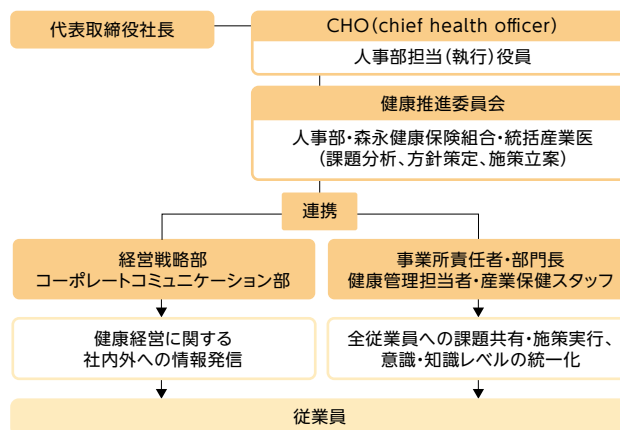 代表取締役社長
CHO(chief health officer)
人事部担当(執行)役員
健康推進委員会
人事部・森永健康保険組合・統括産業医
(課題分析、方針策定、施策立案)
連携
経営戦略部
コーポレートコミュニケーション部
事業所責任者・部門長
健康管理担当者・産業保健スタッフ
健康経営に関する
社内外への情報発信
全従業員への課題共有・施策実行、
意識・知識レベルの統一化
従業員